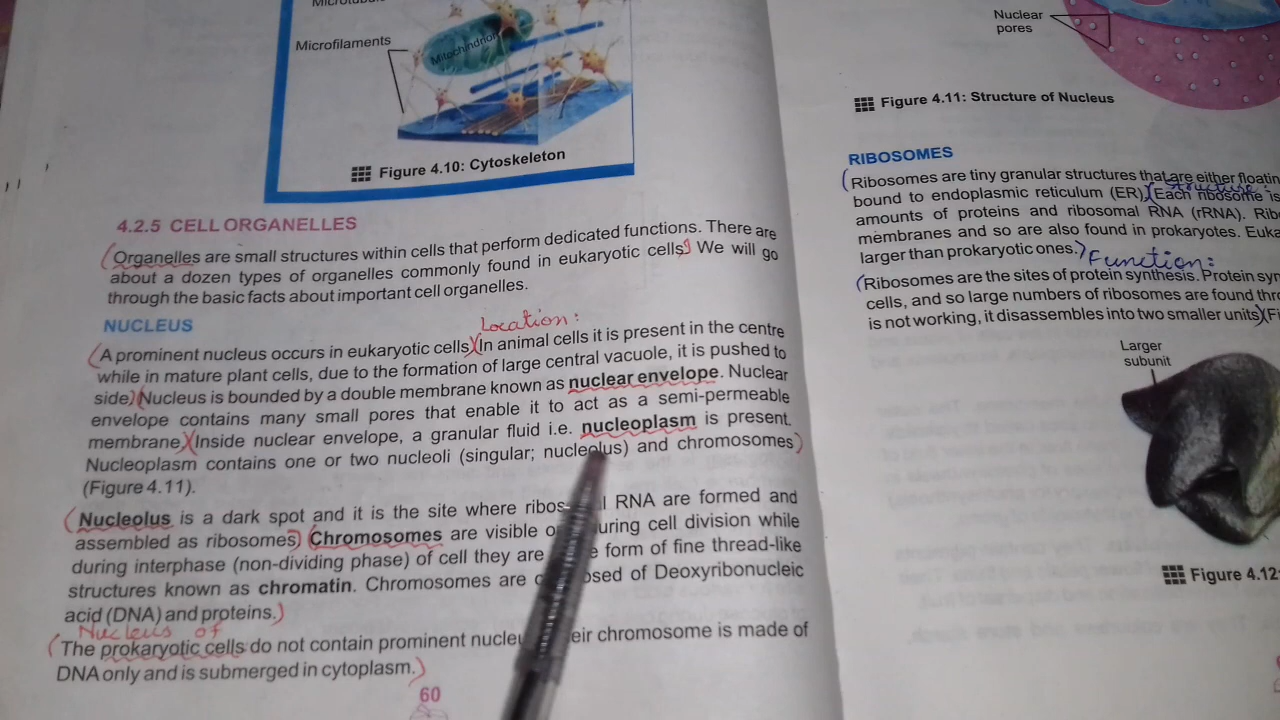 Microfilaments
Mitochondrion
Figure 4.10: Cytoskeleton
4.2.5 CELL ORGANELLES
Organelles are small structures within cells that perform dedicated functions. There are
about a dozen types of organelles commonly found in eukaryotic cells. We will go
through the basic facts about important cell organelles.
NUCLEUS
Location:
A prominent nucleus occurs in eukaryotic cells. In animal cells it is present in the centre
while in mature plant cells, due to the formation of large central vacuole, it is pushed to
side. Nucleus is bounded by a double membrane known as nuclear envelope. Nuclear
envelope contains many small pores that enable it to act as a semi-permeable
membrane. Inside nuclear envelope, a granular fluid i.e. nucleoplasm is present.
Nucleoplasm contains one or two nucleoli (singular; nucleolus) and chromosomes
(Figure 4.11).
Nucleolus is a dark spot and it is the site where RNA are formed and
assembled as ribosomes. Chromosomes are visible during cell division while
during interphase (non-dividing phase) of cell they are form of fine thread-like
structures known as chromatin. Chromosomes are of Deoxyribonucleic
acid (DNA) and proteins.
Nucleus of
The prokaryotic cells do not contain prominent chromosome is made of
DNA only and is submerged in cytoplasm.
60
Nuclear
pores
Figure 4.11: Structure of Nucleus
RIBOSOMES
Ribosomes are tiny granular structures that are either
Structure:
bound to endoplasmic reticulum (ER). Each ribosome is
amounts of proteins and ribosomal RNA (rRNA).
membranes and so are also found in prokaryotes.
larger than prokaryotic ones.
Function:
Ribosomes are the sites of protein synthesis. Protein
cells, and so large numbers of ribosomes are found
is not working, it disassembles into two smaller units
Larger
subunit
Figure 4.12